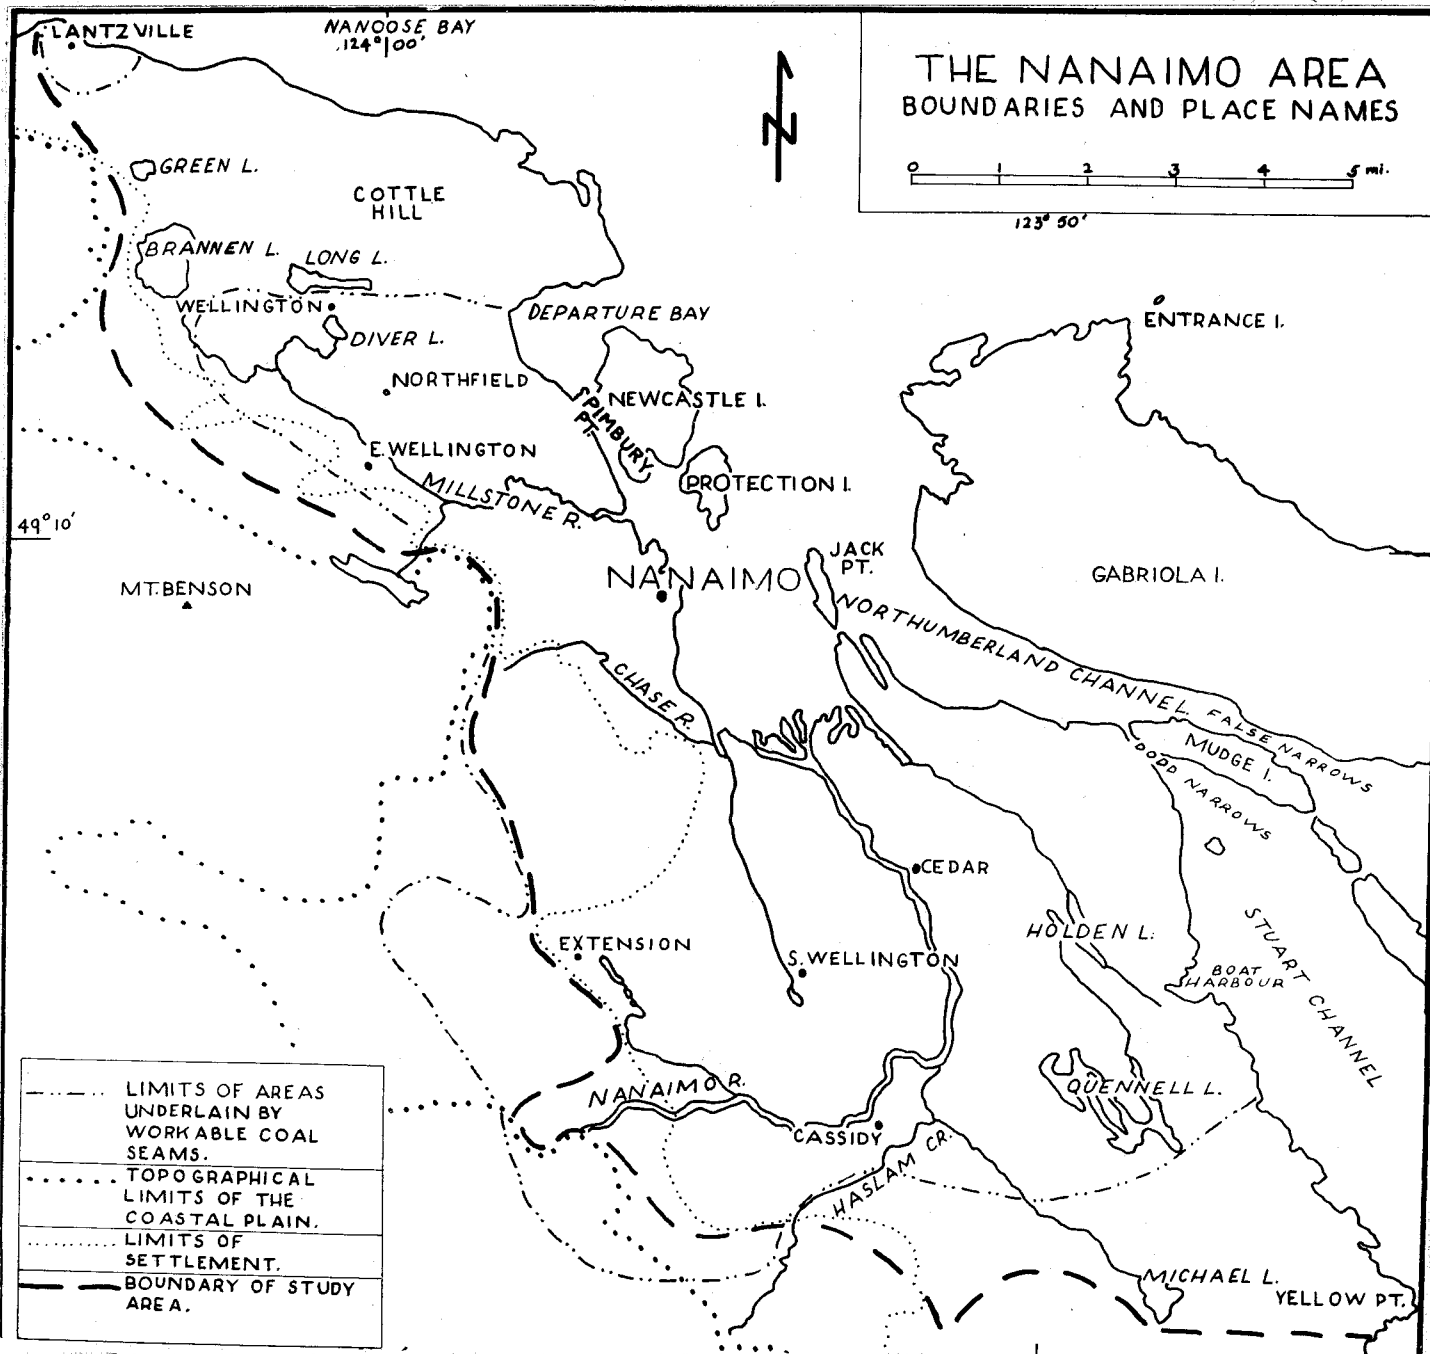 LANTZVILLE
NANOOSE BAY
124°00'
THE NANAIMO AREA
BOUNDARIES AND PLACE NAMES
0 1 2 3 4 5 mi.
123° 50'
GREEN L.
COTTLE
HILL
BRANNEN L.
LONG L.
WELLINGTON
DEPARTURE BAY
ENTRANCE I.
DIVER L.
NORTHFIELD
NEWCASTLE I.
PIMBURY
PT.
E. WELLINGTON
MILLSTONE R.
PROTECTION I.
49°10'
JACK
PT.
NANAIMO
GABRIOLA I.
MT. BENSON
NORTHUMBERLAND CHANNEL
FALSE NARROWS
CHASE R.
MUDGE I.
DODD NARROWS
CEDAR
HOLDEN L.
STUART CHANNEL
EXTENSION
S. WELLINGTON
BOAT
HARBOUR
NANAIMO R.
QUENNELL L.
CASSIDY
HASLAM CR.
MICHAEL L.
YELLOW PT.
LIMITS OF AREAS
UNDERLAIN BY
WORKABLE COAL
SEAMS.
TOPOGRAPHICAL
LIMITS OF THE
COASTAL PLAIN.
LIMITS OF
SETTLEMENT.
BOUNDARY OF STUDY
AREA.